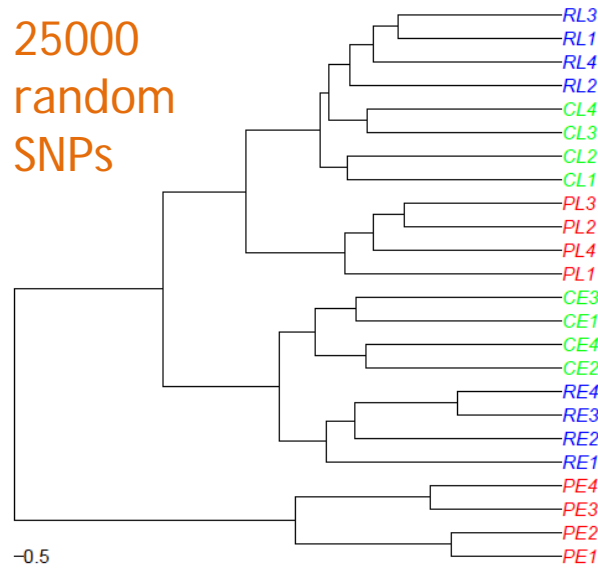 25000
random
SNPs
RL3
RL1
RL4
RL2
CL4
CL3
CL2
CL1
PL3
PL2
PL4
PL1
CE3
CE1
CE4
CE2
RE4
RE3
RE2
RE1
PE4
PE3
PE2
PE1
0.5